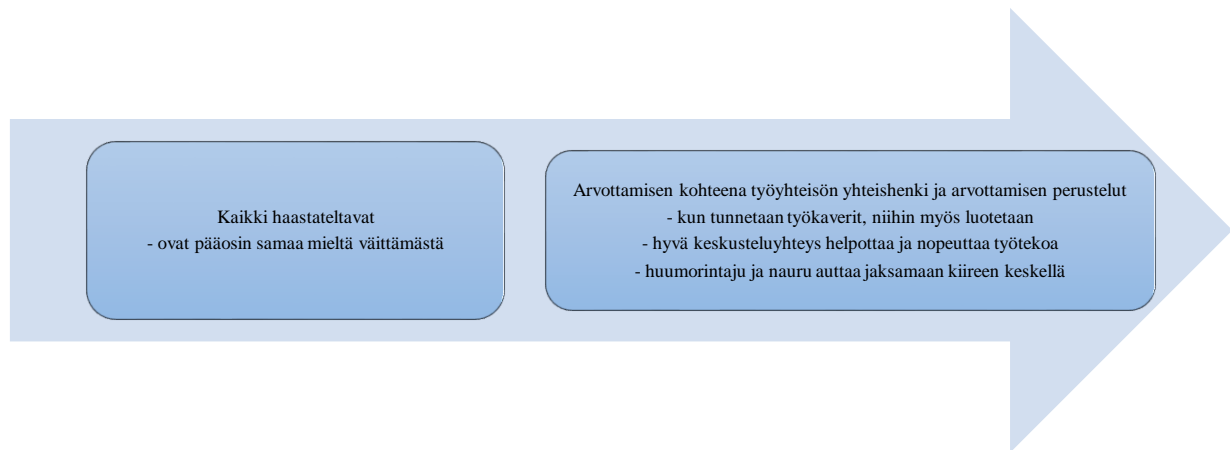 Kaikki haastateltavat
- ovat pääosin samaa mieltä väittämästä
Arvottamisen kohteena työyhteisön yhteishenki ja arvottamisen perustelut
- kun tunnetaan työkaverit, niihin myös luotetaan
- hyvä keskusteluyhteys helpottaa ja nopeuttaa työtekoa
- huumorintaju ja nauru auttaa jaksamaan kiireen keskellä